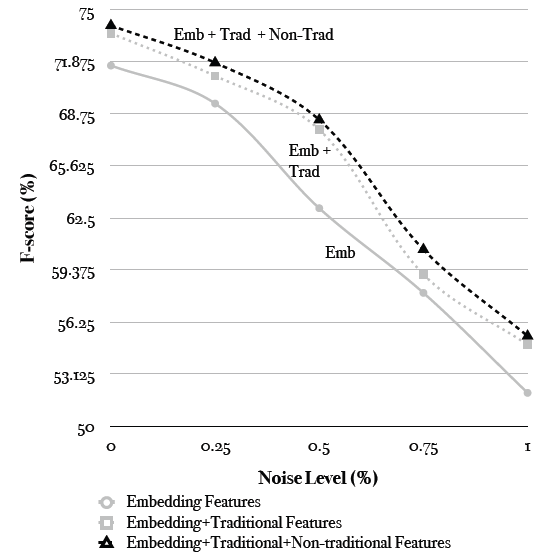 75
Emb + Trad + Non-Trad
71.875
68.75
Emb +
Trad
65.625
62.5
Emb
59.375
56.25
53.125
50
F-score (%)
0 0.25 0.5 0.75 1
Noise Level (%)
Embedding Features
Embedding+Traditional Features
Embedding+Traditional+Non-traditional Features